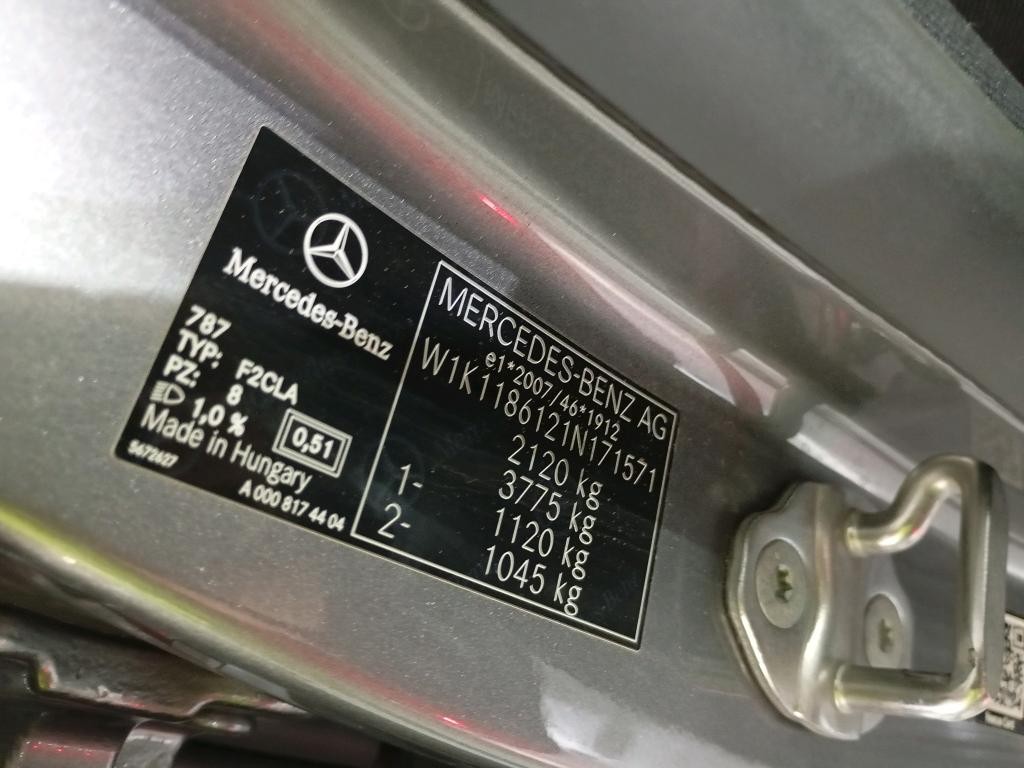 Mercedes-Benz
787
TYP: F2CLA
PZ: 8
1,0 %
0,51
Made in Hungary
5672627
A 000 817 44 04
MERCEDES-BENZ AG
e1*2007/46*1912
W1K1186121N171571
2120 kg
3775 kg
1- 1120 kg
2- 1045 kg